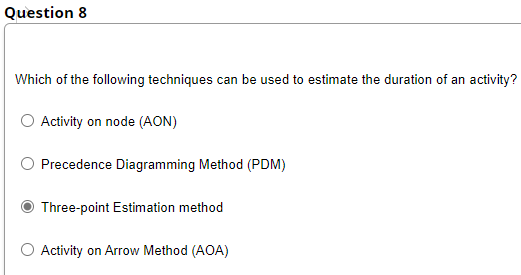 Question 8
Which of the following techniques can be used to estimate the duration of an activity?
Activity on node (AON)
Precedence Diagramming Method (PDM)
Three-point Estimation method
Activity on Arrow Method (AOA)